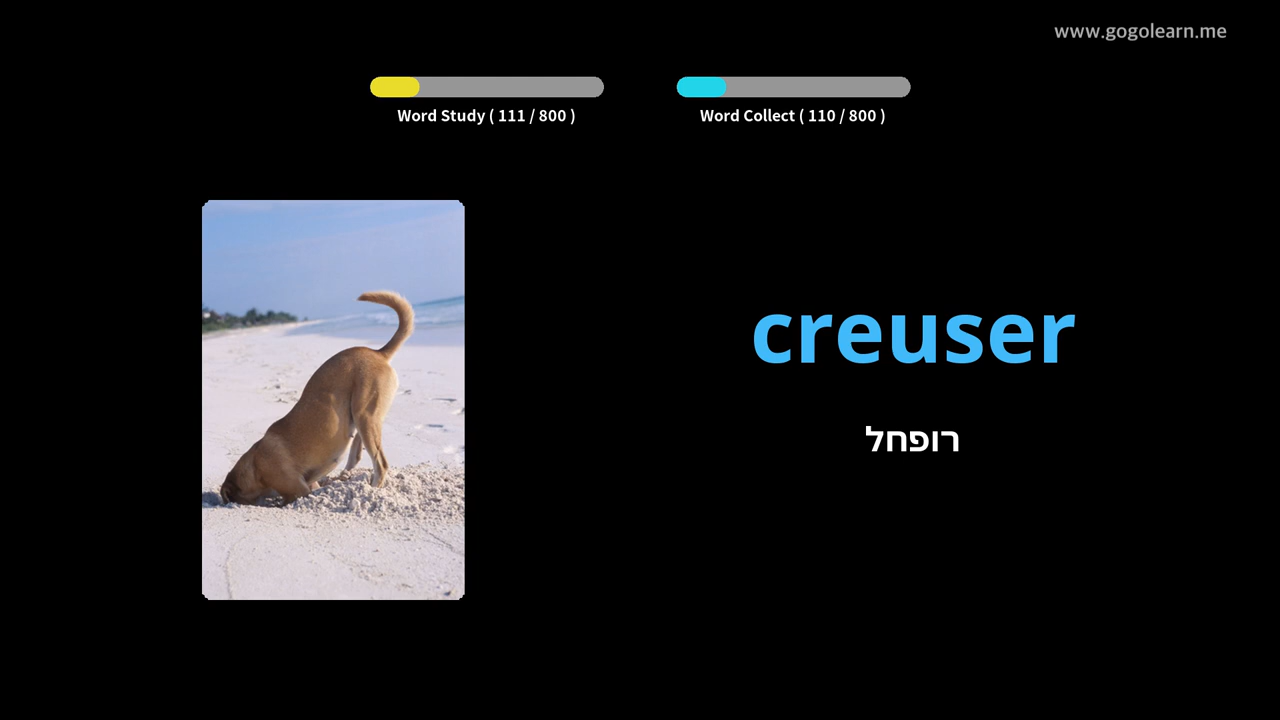 www.gogolearn.me
Word Study ( 111 / 800 )
Word Collect ( 110 / 800 )
creuser
רופחל